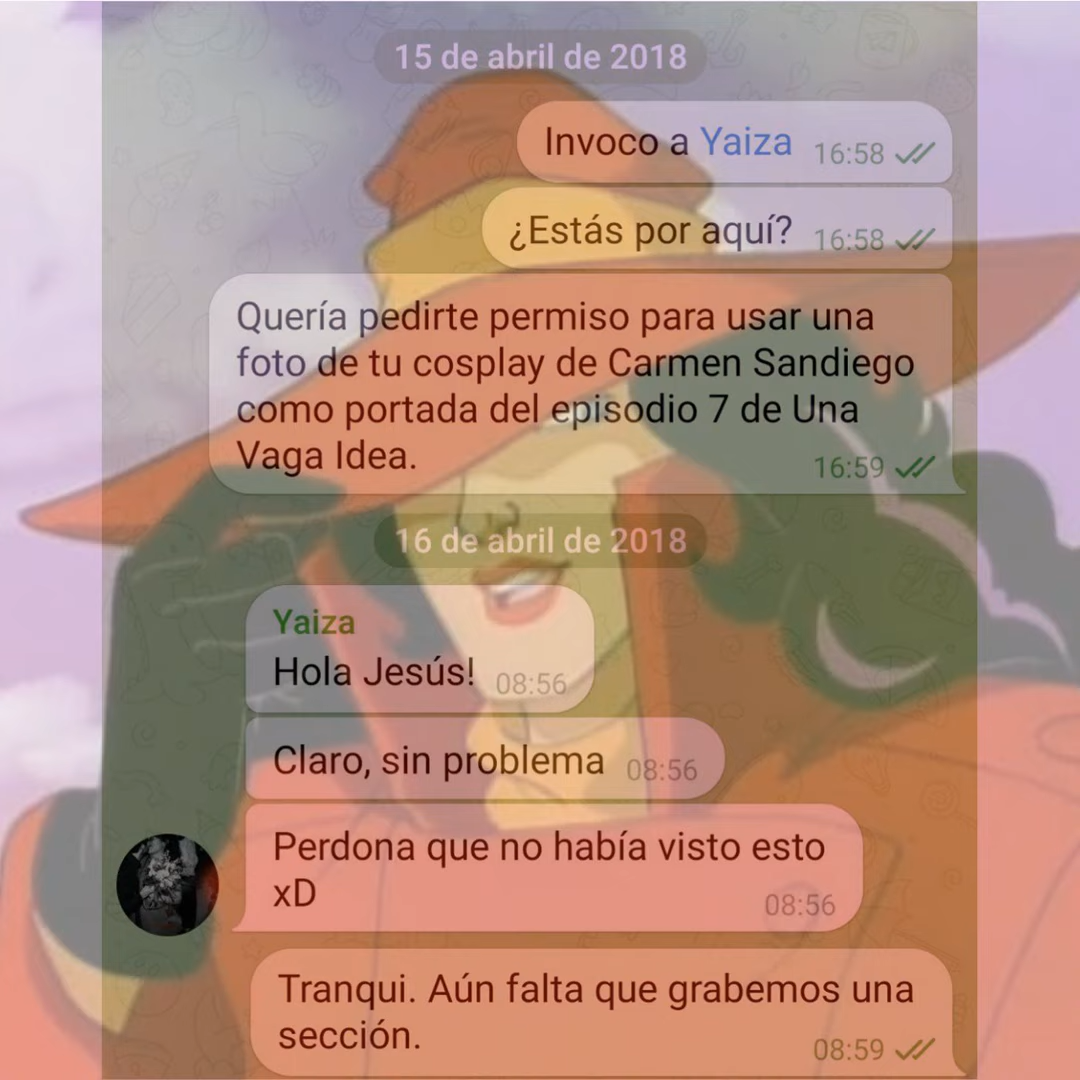 15 de abril de 2018
Invoco a Yaiza 16:58
¿Estás por aquí? 16:58
Quería pedirte permiso para usar una
foto de tu cosplay de Carmen Sandiego
como portada del episodio 7 de Una
Vaga Idea. 16:59
16 de abril de 2018
Yaiza
Hola Jesús! 08:56
Claro, sin problema 08:56
Perdona que no había visto esto
xD 08:56
Tranqui. Aún falta que grabemos una
sección. 08:59